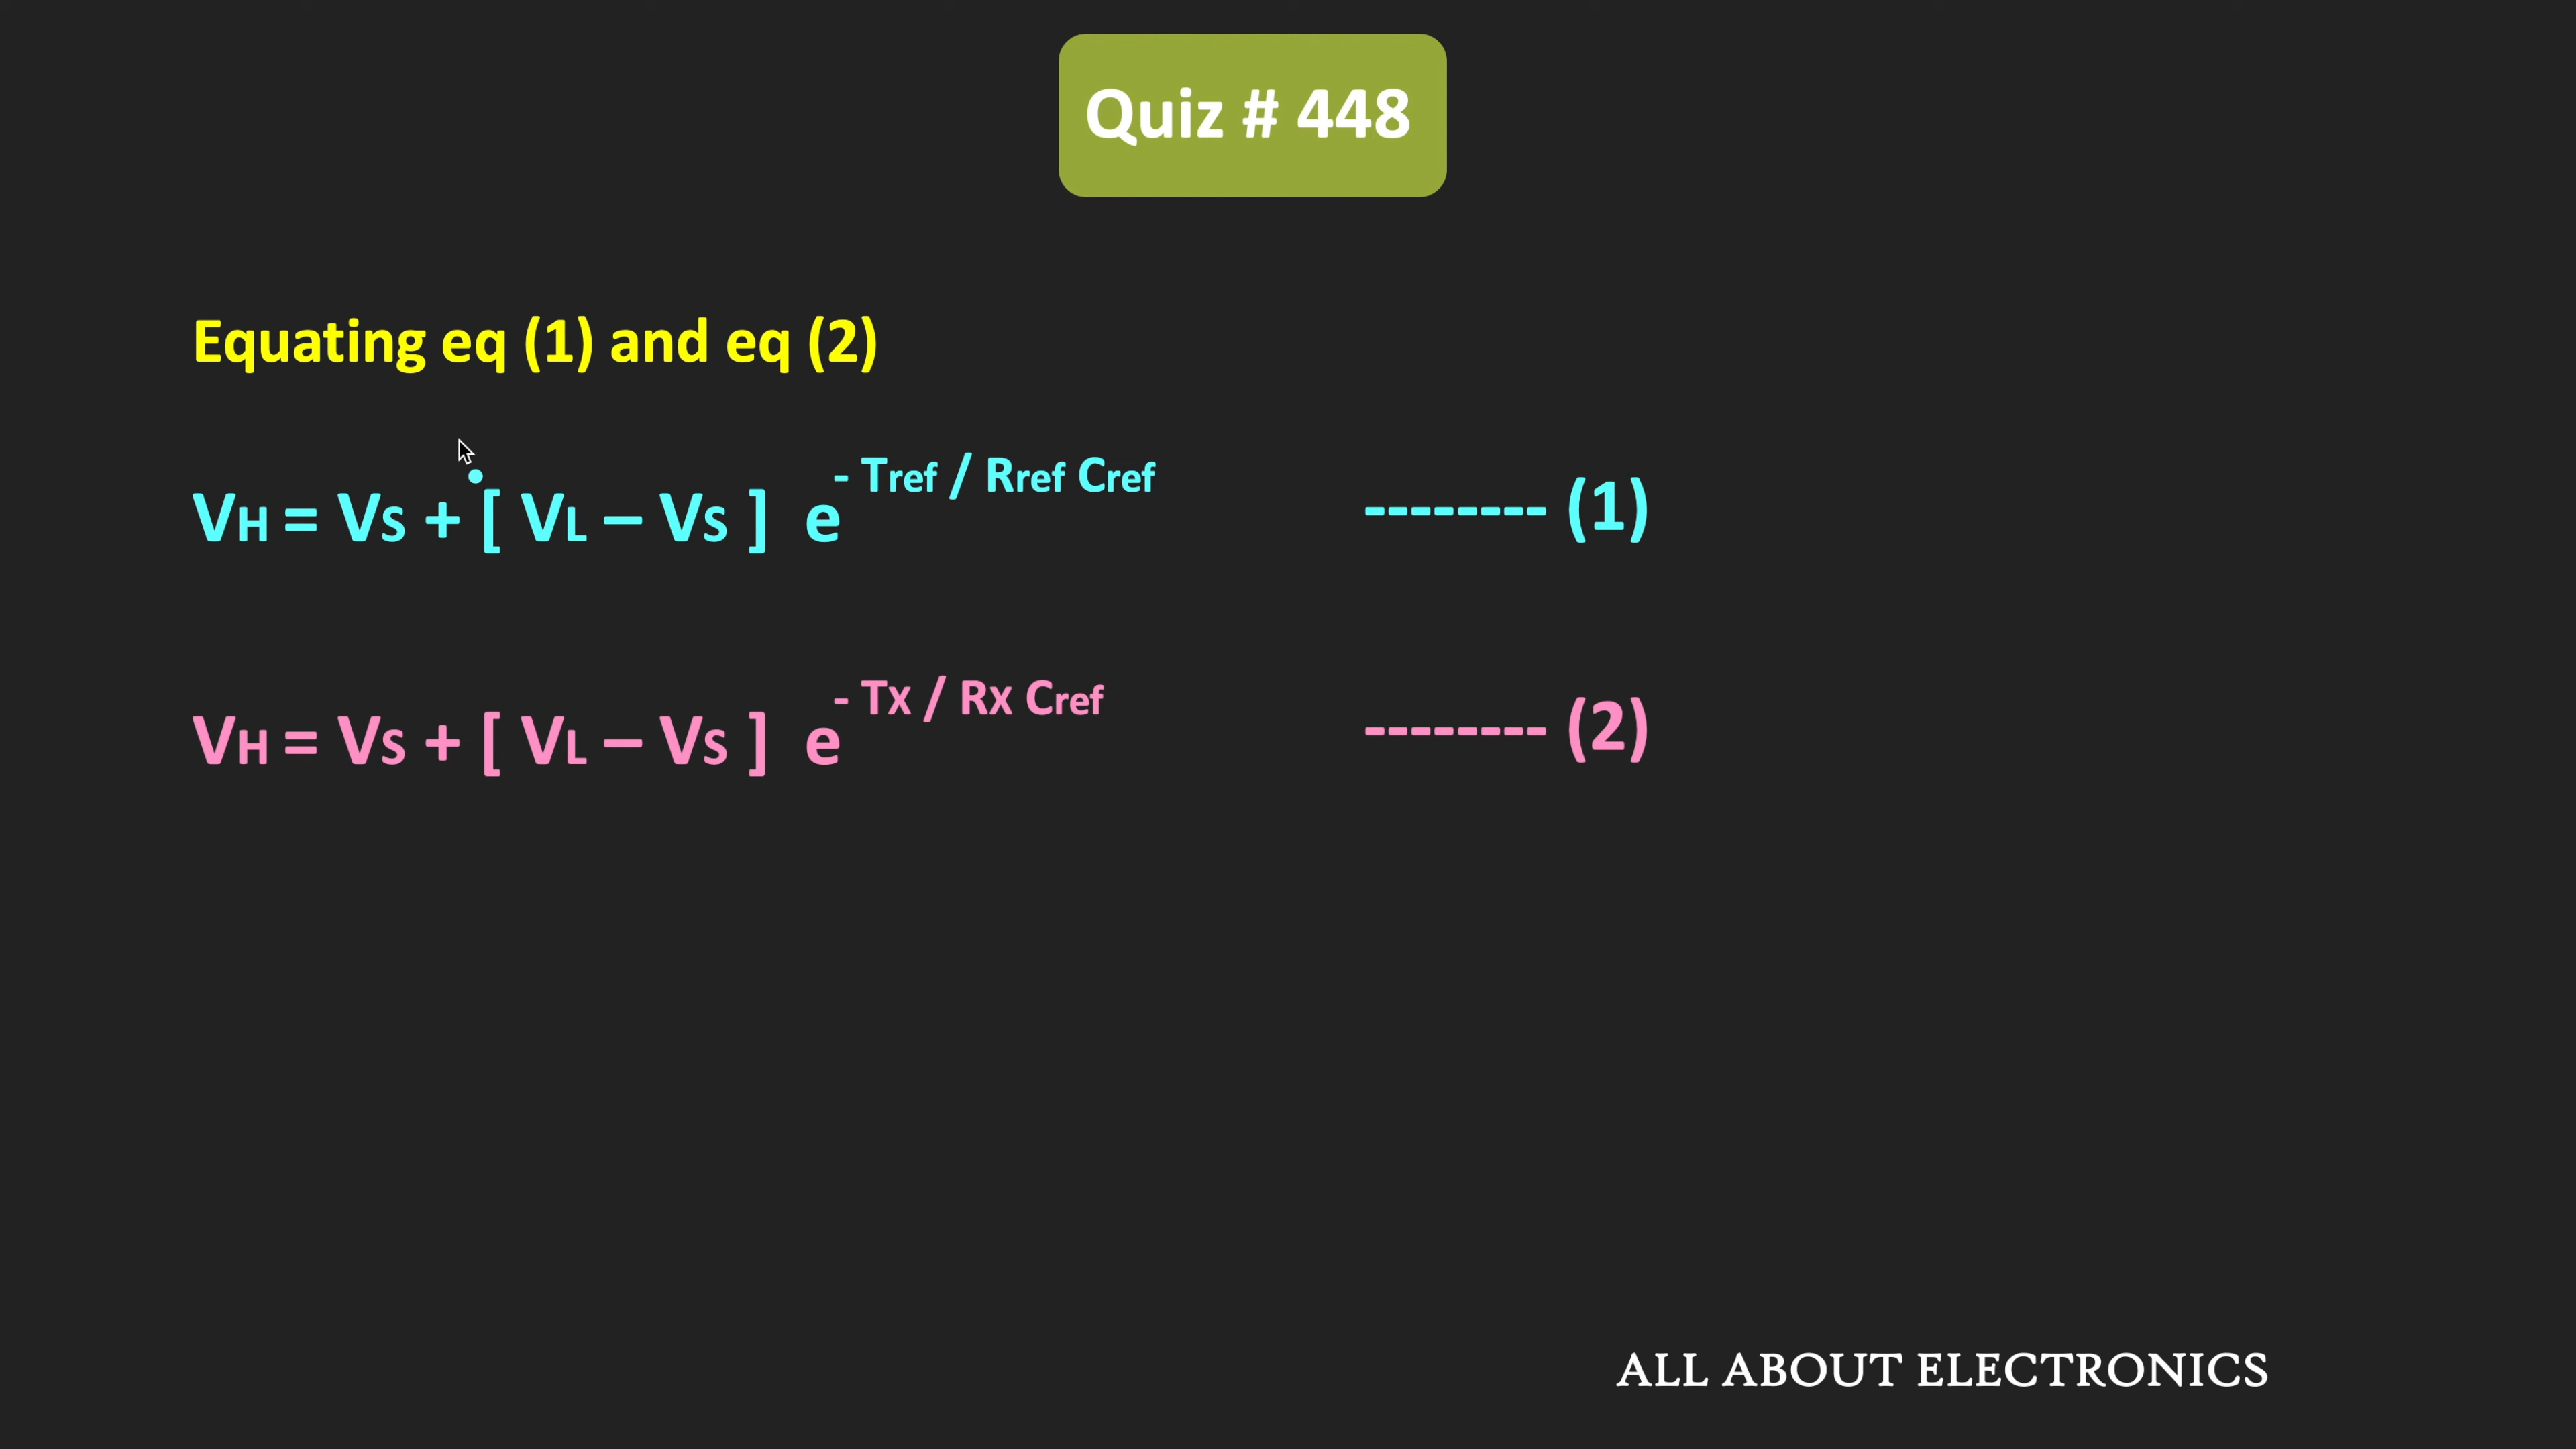 Quiz # 448
Equating eq (1) and eq (2)
VH = VS + [ VL – VS ] e - Tref / Rref Cref -------- (1)
VH = VS + [ VL – VS ] e - TX / RX Cref -------- (2)
ALL ABOUT ELECTRONICS